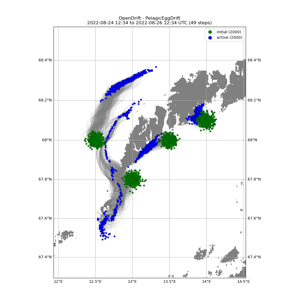 OpenDrift - PelagicEggDrift
2022-08-24 12:34 to 2022-08-26 12:34 UTC (49 steps)
initial (2000)
active (2000)
68.4°N
68.4°N
68.2°N
68.2°N
68°N
68°N
67.8°N
67.8°N
67.6°N
67.6°N
67.4°N
67.4°N
12°E
12.5°E
13°E
13.5°E
14°E
14.5°E